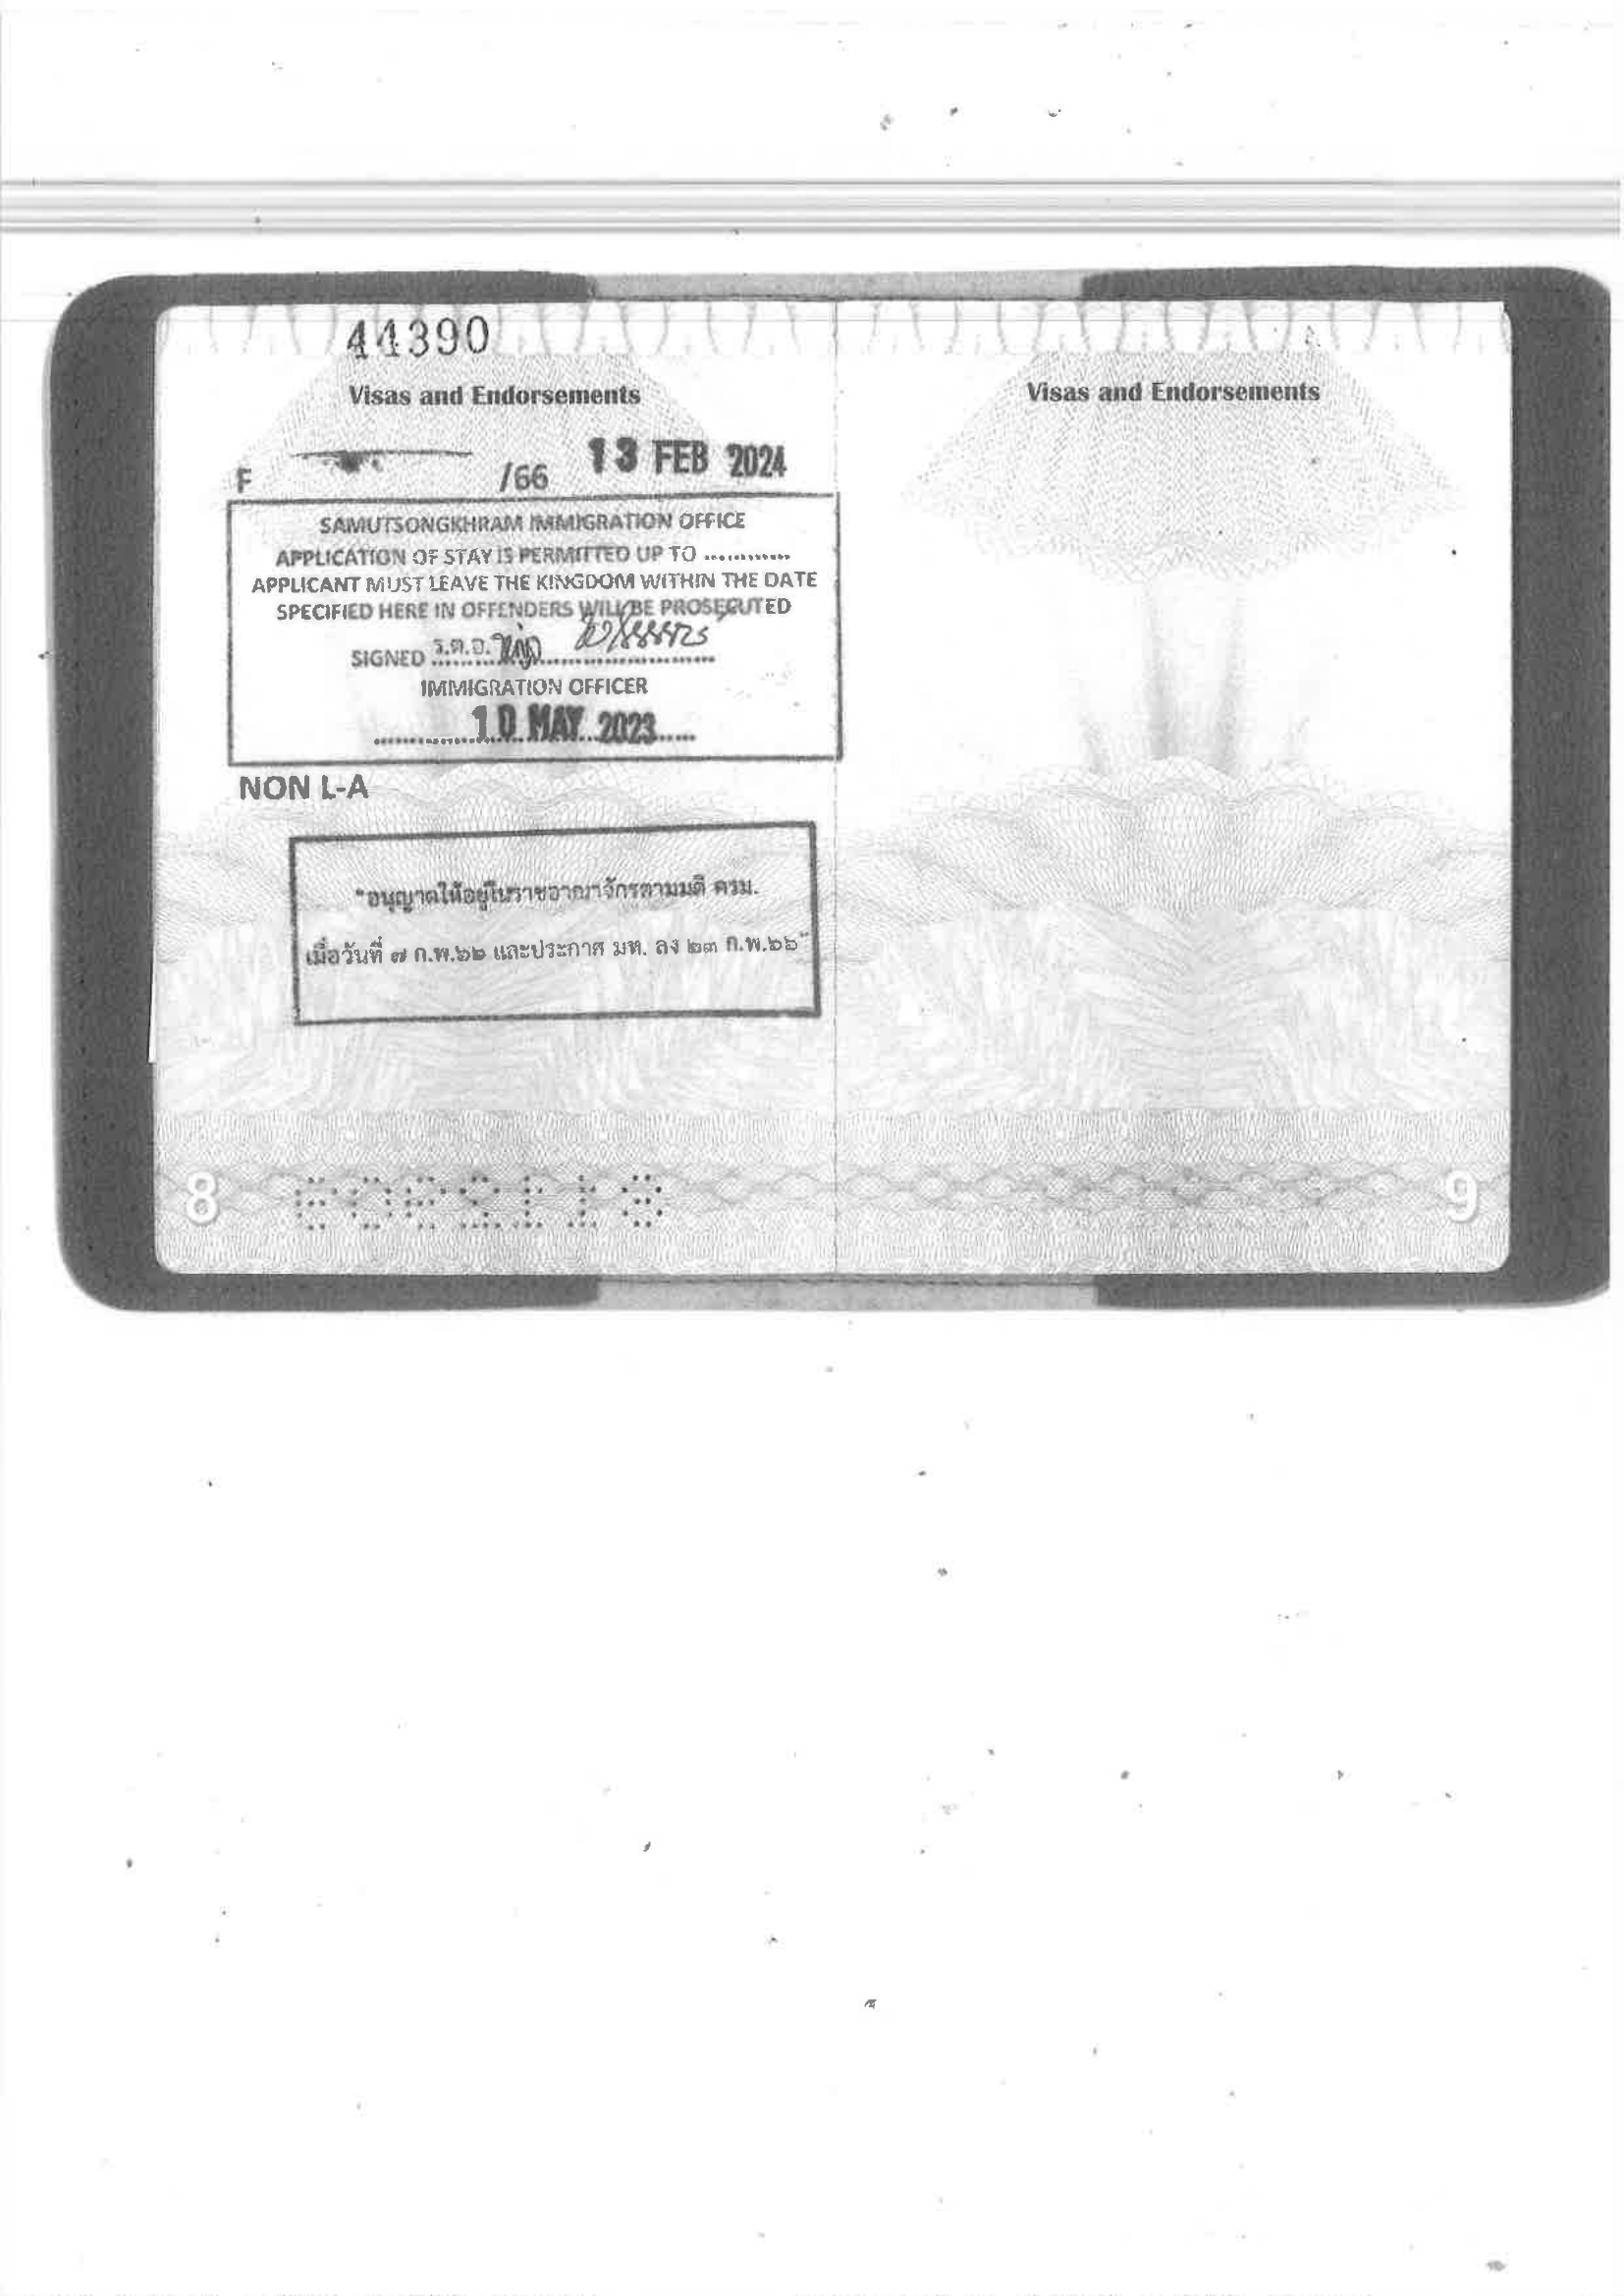 44390
Visas and Endorsements
F /66 13 FEB 2024
SAMUTSONGKHRAM IMMIGRATION OFFICE
APPLICATION OF STAY IS PERMITTED UP TO ............
APPLICANT MUST LEAVE THE KINGDOM WITHIN THE DATE
SPECIFIED HERE IN OFFENDERS WILL BE PROSECUTED
SIGNED ร.ต.อ.
IMMIGRATION OFFICER
10 MAY 2023
NON L-A
"อนุญาตให้อยู่ในราชอาณาจักรตามมติ ครม.
เมื่อวันที่ ๗ ก.พ.๖๒ และประกาศ มท. ลง ๒๓ ก.พ.๖๖"
8
Visas and Endorsements
9